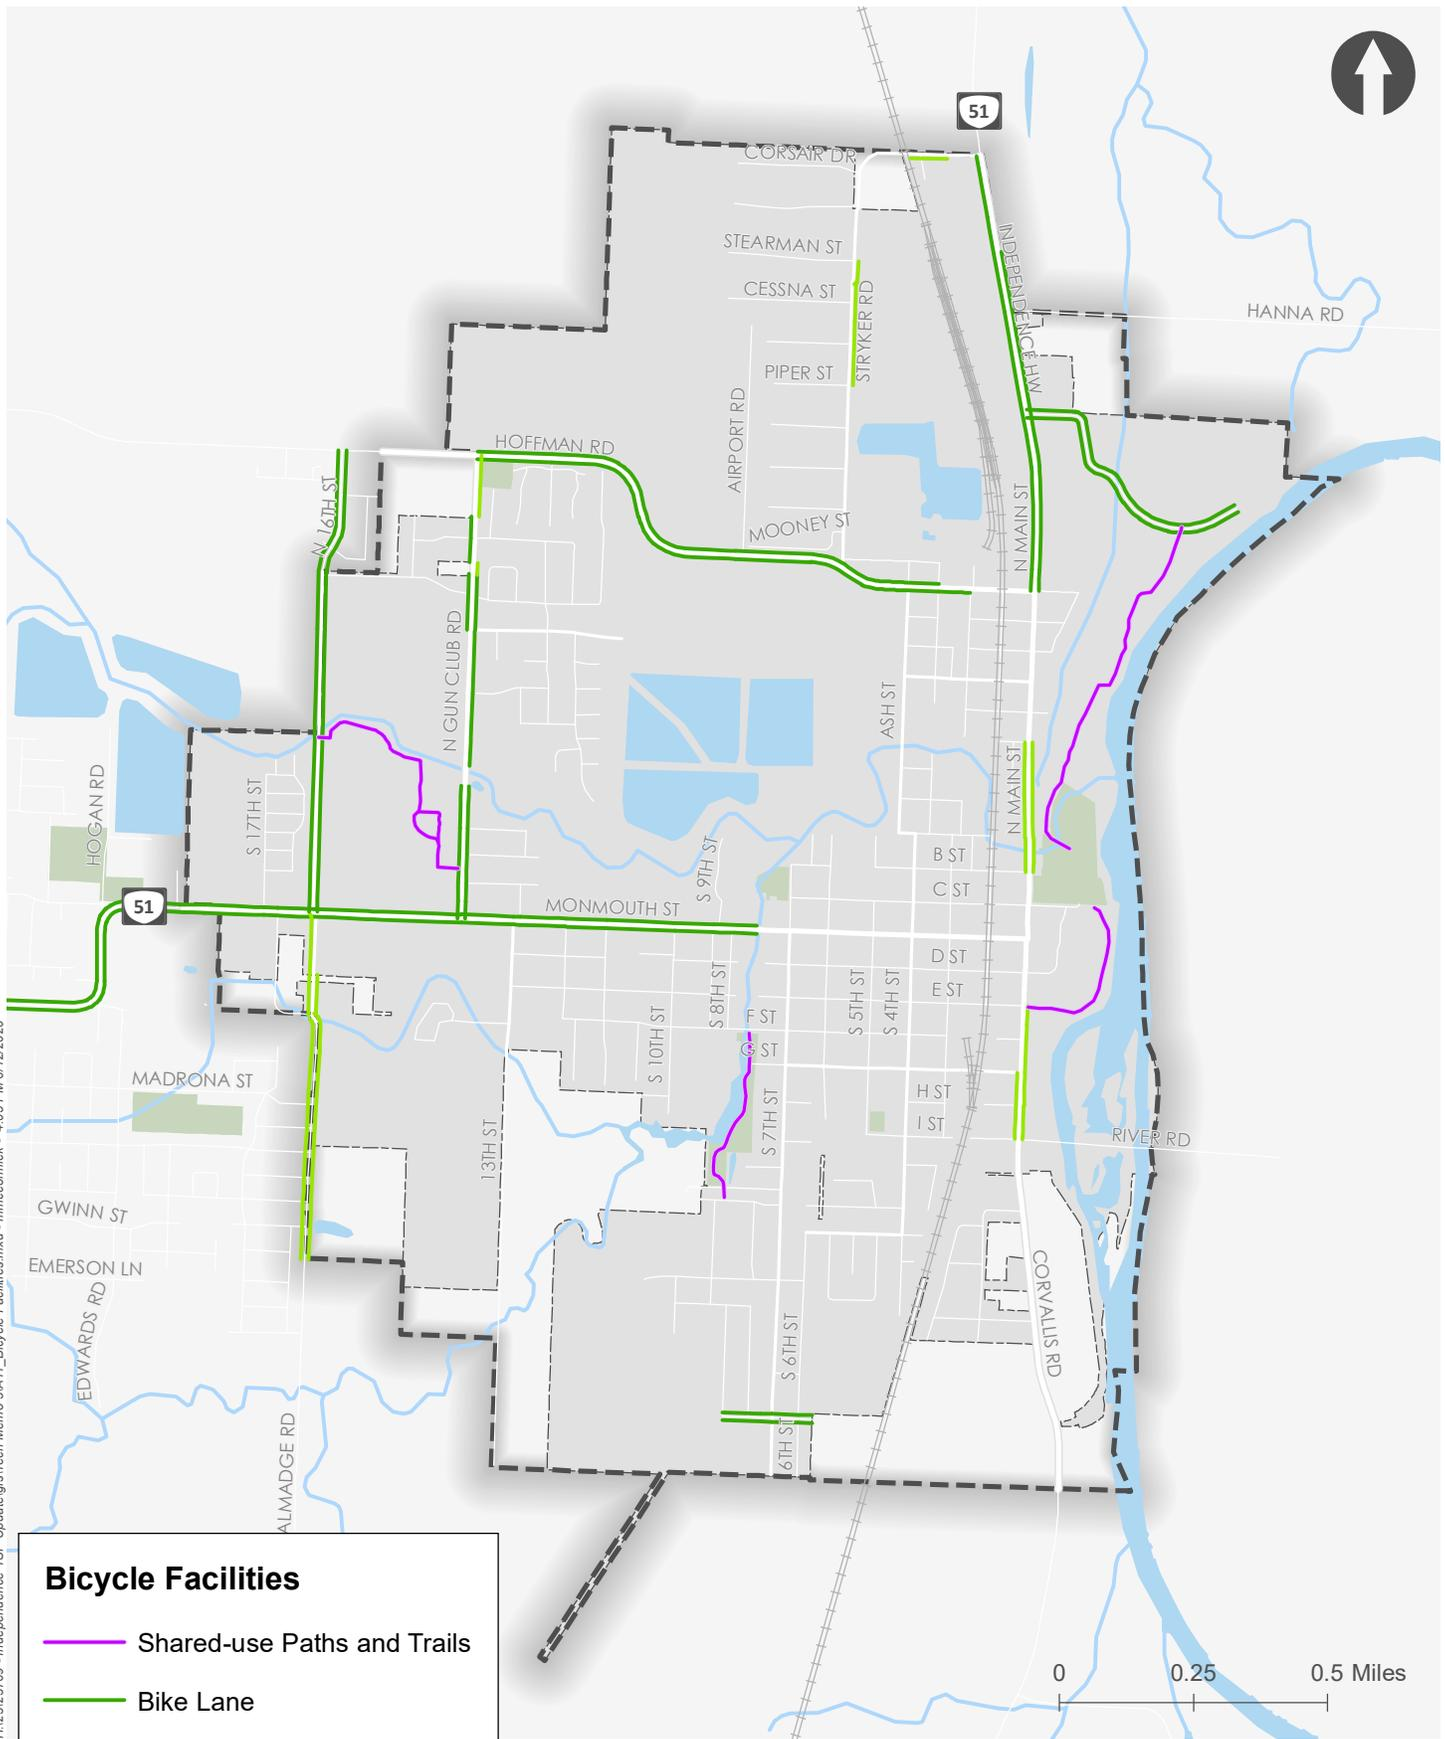 51
CORSAIR DR
STEARMAN ST
CESSNA ST
STRYKER RD
INDEPENDENCE HW
HANNA RD
PIPER ST
AIRPORT RD
HOFFMAN RD
N 16TH ST
MOONEY ST
N MAIN ST
N GUN CLUB RD
ASH ST
N MAIN ST
HOGAN RD
S 17TH ST
S 9TH ST
B ST
C ST
51
MONMOUTH ST
D ST
E ST
S 8TH ST
S 5TH ST
S 4TH ST
F ST
S 10TH ST
G ST
MADRONA ST
H ST
I ST
S 7TH ST
13TH ST
RIVER RD
GWINN ST
EMERSON LN
EDWARDS RD
CORVALLIS RD
S 6TH ST
6TH ST
ALMADGE RD
Bicycle Facilities
Shared-use Paths and Trails
Bike Lane
0 0.25 0.5 Miles